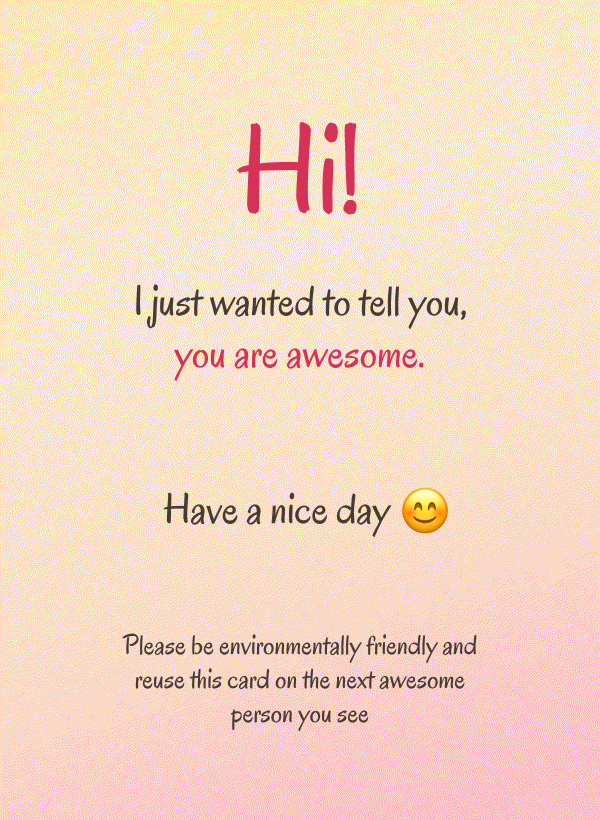 Hi!
I just wanted to tell you,
you are awesome.
Have a nice day 😊
Please be environmentally friendly and
reuse this card on the next awesome
person you see